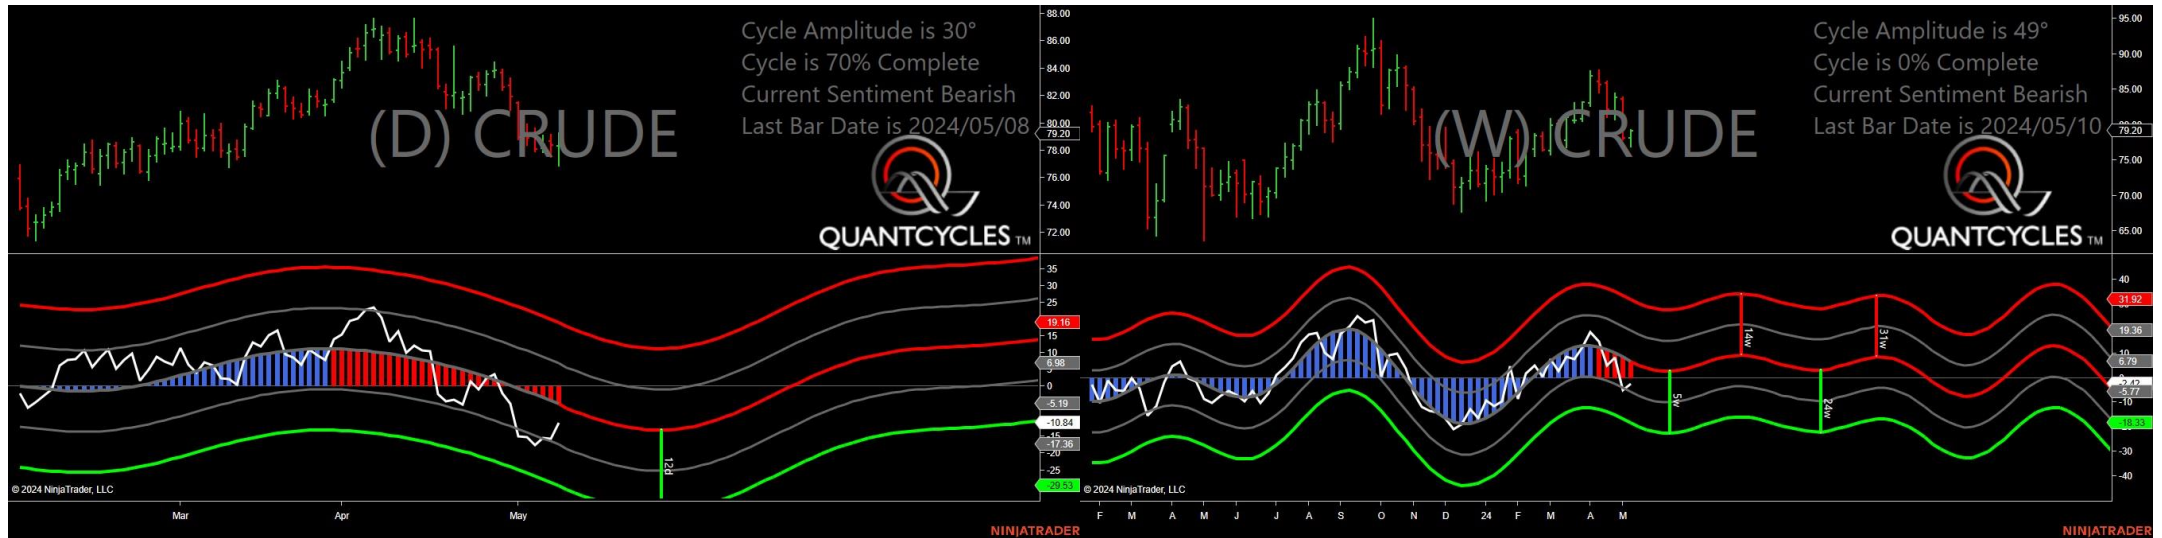 Cycle Amplitude is 30°
Cycle is 70% Complete
Current Sentiment Bearish
Last Bar Date is 2024/05/08
(D) CRUDE
QUANTCYCLES TM
88.00
86.00
84.00
82.00
80.00
79.20
78.00
76.00
74.00
72.00
35
30
25
19.16
15
10
6.98
0
-5.19
-10.84
-15
-17.36
-20
-25
-29.53
12d
© 2024 NinjaTrader, LLC
Mar Apr May
NINJATRADER
Cycle Amplitude is 49°
Cycle is 0% Complete
Current Sentiment Bearish
Last Bar Date is 2024/05/10
(W) CRUDE
QUANTCYCLES TM
95.00
90.00
85.00
79.20
75.00
70.00
65.00
40
31.92
19.36
10
6.79
-2.42
-5.77
-10
-18.33
-30
-40
5w
14w
24w
31w
© 2024 NinjaTrader, LLC
F M A M J J A S O N D 24 F M A M
NINJATRADER